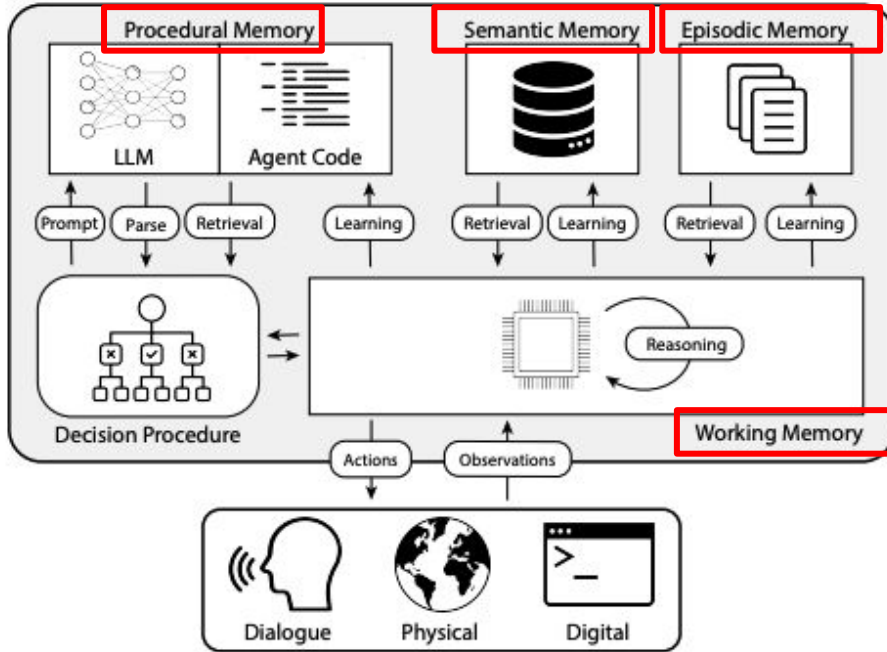 Procedural Memory
Semantic Memory
Episodic Memory
LLM
Agent Code
Prompt
Parse
Retrieval
Learning
Retrieval
Learning
Retrieval
Learning
Reasoning
Decision Procedure
Working Memory
Actions
Observations
>_
Dialogue
Physical
Digital